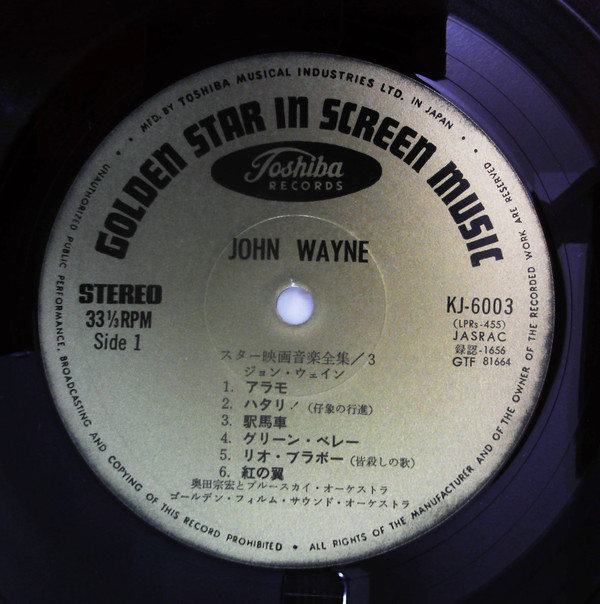 MFD. BY TOSHIBA MUSICAL INDUSTRIES LTD. IN JAPAN
GOLDEN STAR IN SCREEN MUSIC
Toshiba
RECORDS
JOHN WAYNE
STEREO
33⅓RPM
Side 1
KJ-6003
(LPRs-455)
JASRAC
録認-1656
GTF 81664
スター映画音楽全集/3
ジョン・ウェイン
1. アラモ
2. ハタリ!(仔象の行進)
3. 駅馬車
4. グリーン・ベレー
5. リオ・ブラボー(皆殺しの歌)
6. 紅の翼
奥田宗宏とブルースカイ・オーケストラ
ゴールデン・フィルム・サウンド・オーケストラ
UNAUTHORIZED PUBLIC PERFORMANCE, BROADCASTING AND COPYING OF THIS RECORD PROHIBITED • ALL RIGHTS OF THE MANUFACTURER AND OF THE OWNER OF THE RECORDED WORK ARE RESERVED